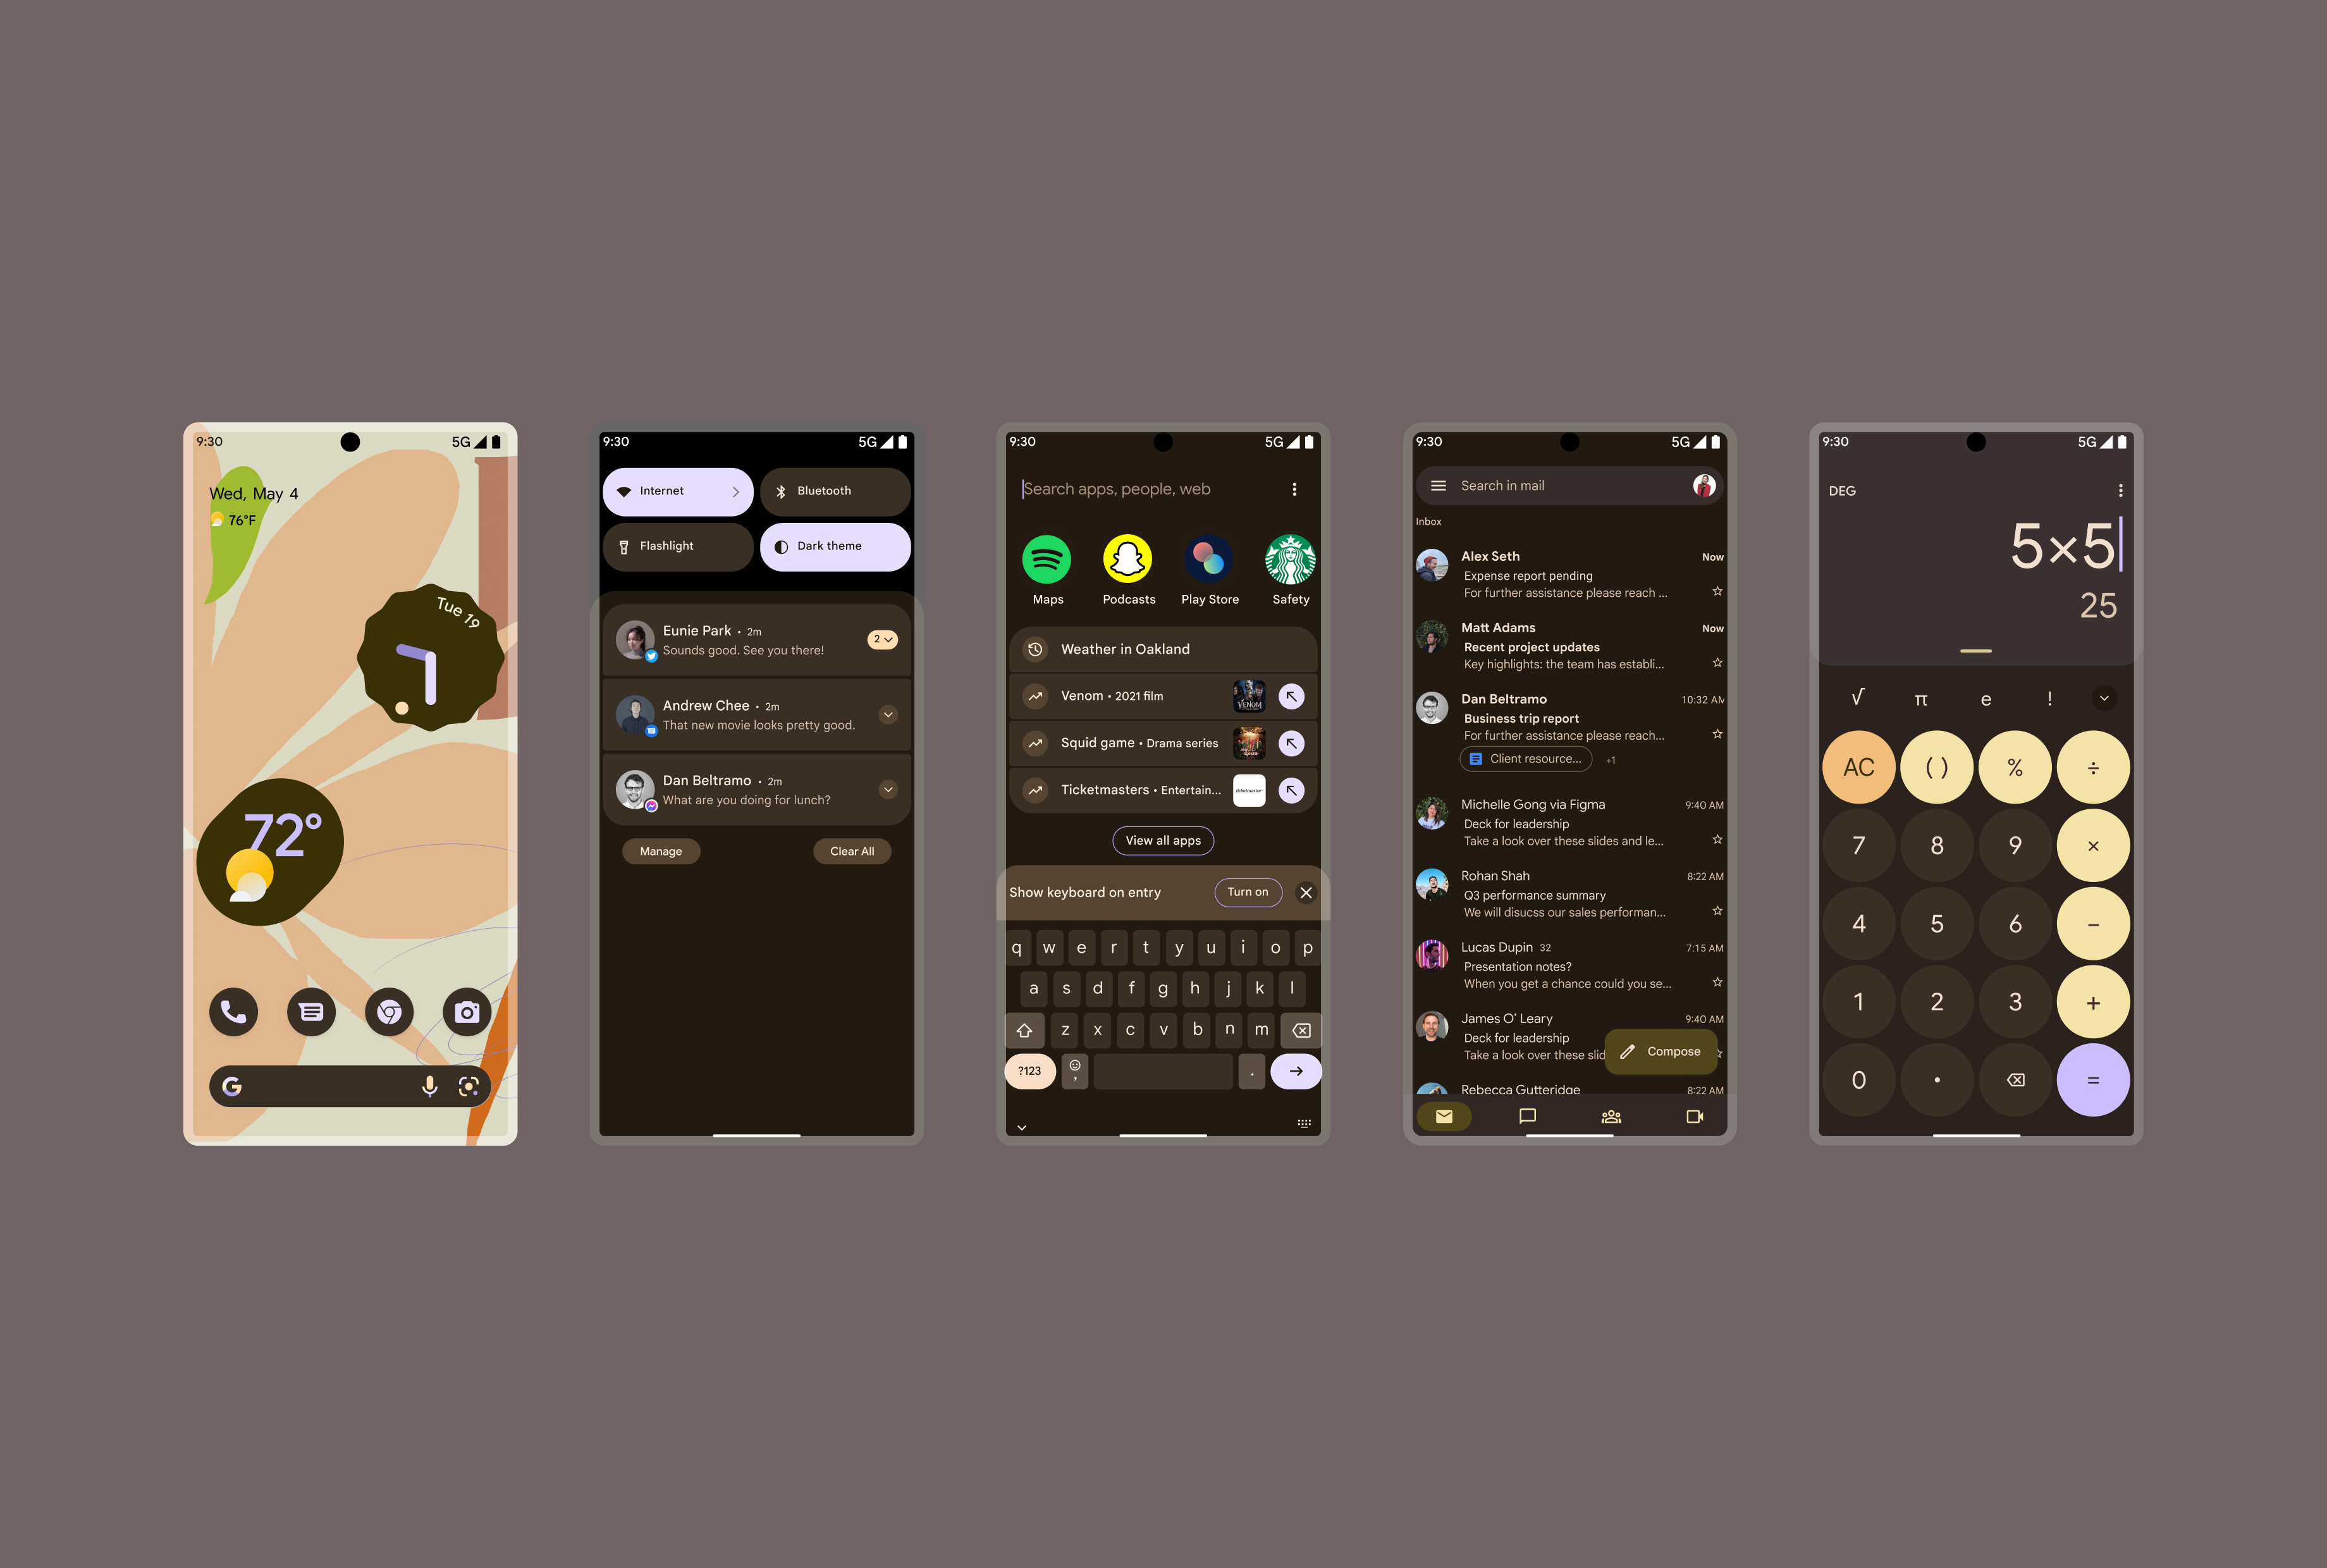 9:30
5G
Wed, May 4
76°F
Tue 19
72°
9:30
5G
Internet
Bluetooth
Flashlight
Dark theme
Eunie Park • 2m
Sounds good. See you there!
2
Andrew Chee • 2m
That new movie looks pretty good.
Dan Beltramo • 2m
What are you doing for lunch?
Manage
Clear All
9:30
5G
Search apps, people, web
Maps
Podcasts
Play Store
Safety
Weather in Oakland
Venom • 2021 film
VENOM
Squid game • Drama series
Ticketmasters • Entertain...
ticketmaster
View all apps
Show keyboard on entry
Turn on
q w e r t y u i o p
a s d f g h j k l
z x c v b n m
?123
,
.
9:30
5G
Search in mail
Inbox
Alex Seth
Now
Expense report pending
For further assistance please reach ...
Matt Adams
Now
Recent project updates
Key highlights: the team has establi...
Dan Beltramo
10:32 AM
Business trip report
For further assistance please reach...
Client resource...
+1
Michelle Gong via Figma
9:40 AM
Deck for leadership
Take a look over these slides and le...
Rohan Shah
8:22 AM
Q3 performance summary
We will disucss our sales performan...
Lucas Dupin 32
7:15 AM
Presentation notes?
When you get a chance could you se...
James O' Leary
9:40 AM
Deck for leadership
Take a look over these slid
Compose
Rebecca Gutteridge
8:22 AM
9:30
5G
DEG
5×5
25
√ π e !
AC ( ) % ÷
7 8 9 ×
4 5 6 −
1 2 3 +
0 • =